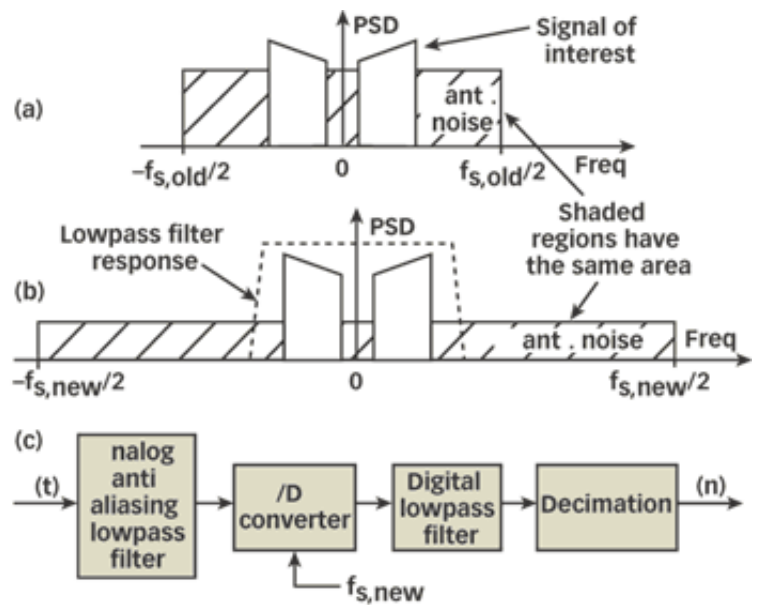 PSD
Signal of
interest
(a)
ant .
noise
–fs,old/2
0
fs,old/2
Freq
Shaded
regions have
the same area
Lowpass filter
response
PSD
(b)
ant . noise
Freq
–fs,new/2
0
fs,new/2
(c)
(t)
nalog
anti
aliasing
lowpass
filter
/D
converter
Digital
lowpass
filter
Decimation
(n)
fs,new